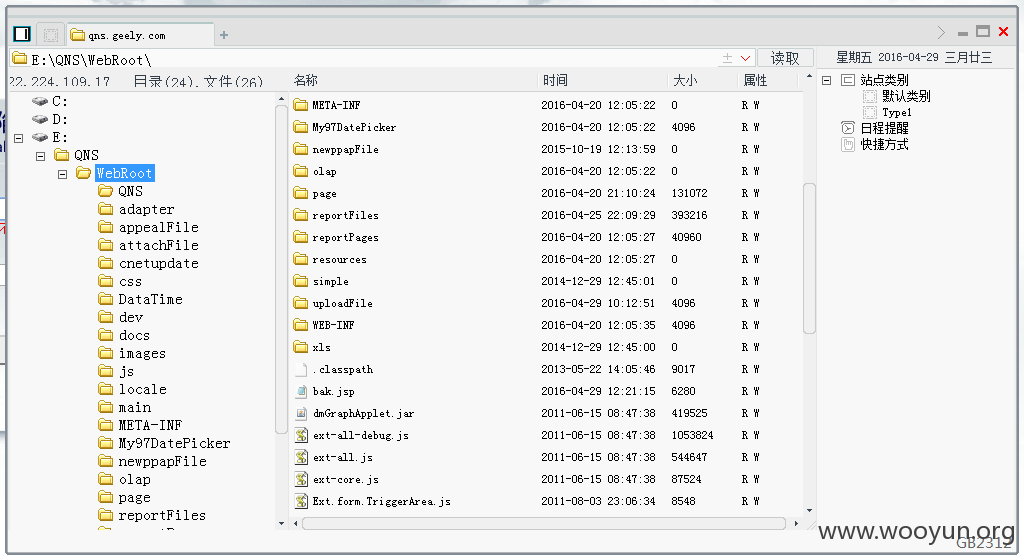 qns.geely.com
E:\QNS\WebRoot\
读取
星期五 2016-04-29 三月廿三
22.224.109.17 目录(24),文件(26)
名称 时间 大小 属性
C:
D:
E:
QNS
WebRoot
QNS
adapter
appealFile
attachFile
cnetupdate
css
DataTime
dev
docs
images
js
locale
main
META-INF
My97DatePicker
newppapFile
olap
page
reportFiles
META-INF 2016-04-20 12:05:22 0 R W
My97DatePicker 2016-04-20 12:05:22 4096 R W
newppapFile 2015-10-19 12:13:59 0 R W
olap 2016-04-20 12:05:22 0 R W
page 2016-04-20 21:10:24 131072 R W
reportFiles 2016-04-25 22:09:29 393216 R W
reportPages 2016-04-20 12:05:27 40960 R W
resources 2016-04-20 12:05:27 0 R W
simple 2014-12-29 12:45:01 0 R W
uploadFile 2016-04-29 10:12:51 4096 R W
WEB-INF 2016-04-20 12:05:35 4096 R W
xls 2014-12-29 12:45:00 0 R W
.classpath 2013-05-22 14:05:46 9017 R W
bak.jsp 2016-04-29 12:21:15 6280 R W
dmGraphApplet.jar 2011-06-15 08:47:38 419525 R W
ext-all-debug.js 2011-06-15 08:47:38 1053824 R W
ext-all.js 2011-06-15 08:47:38 544647 R W
ext-core.js 2011-06-15 08:47:38 87524 R W
Ext.form.TriggerArea.js 2011-08-03 23:06:34 8548 R W
站点类别
默认类别
Type1
日程提醒
快捷方式
www.wooyun.org
GB2312